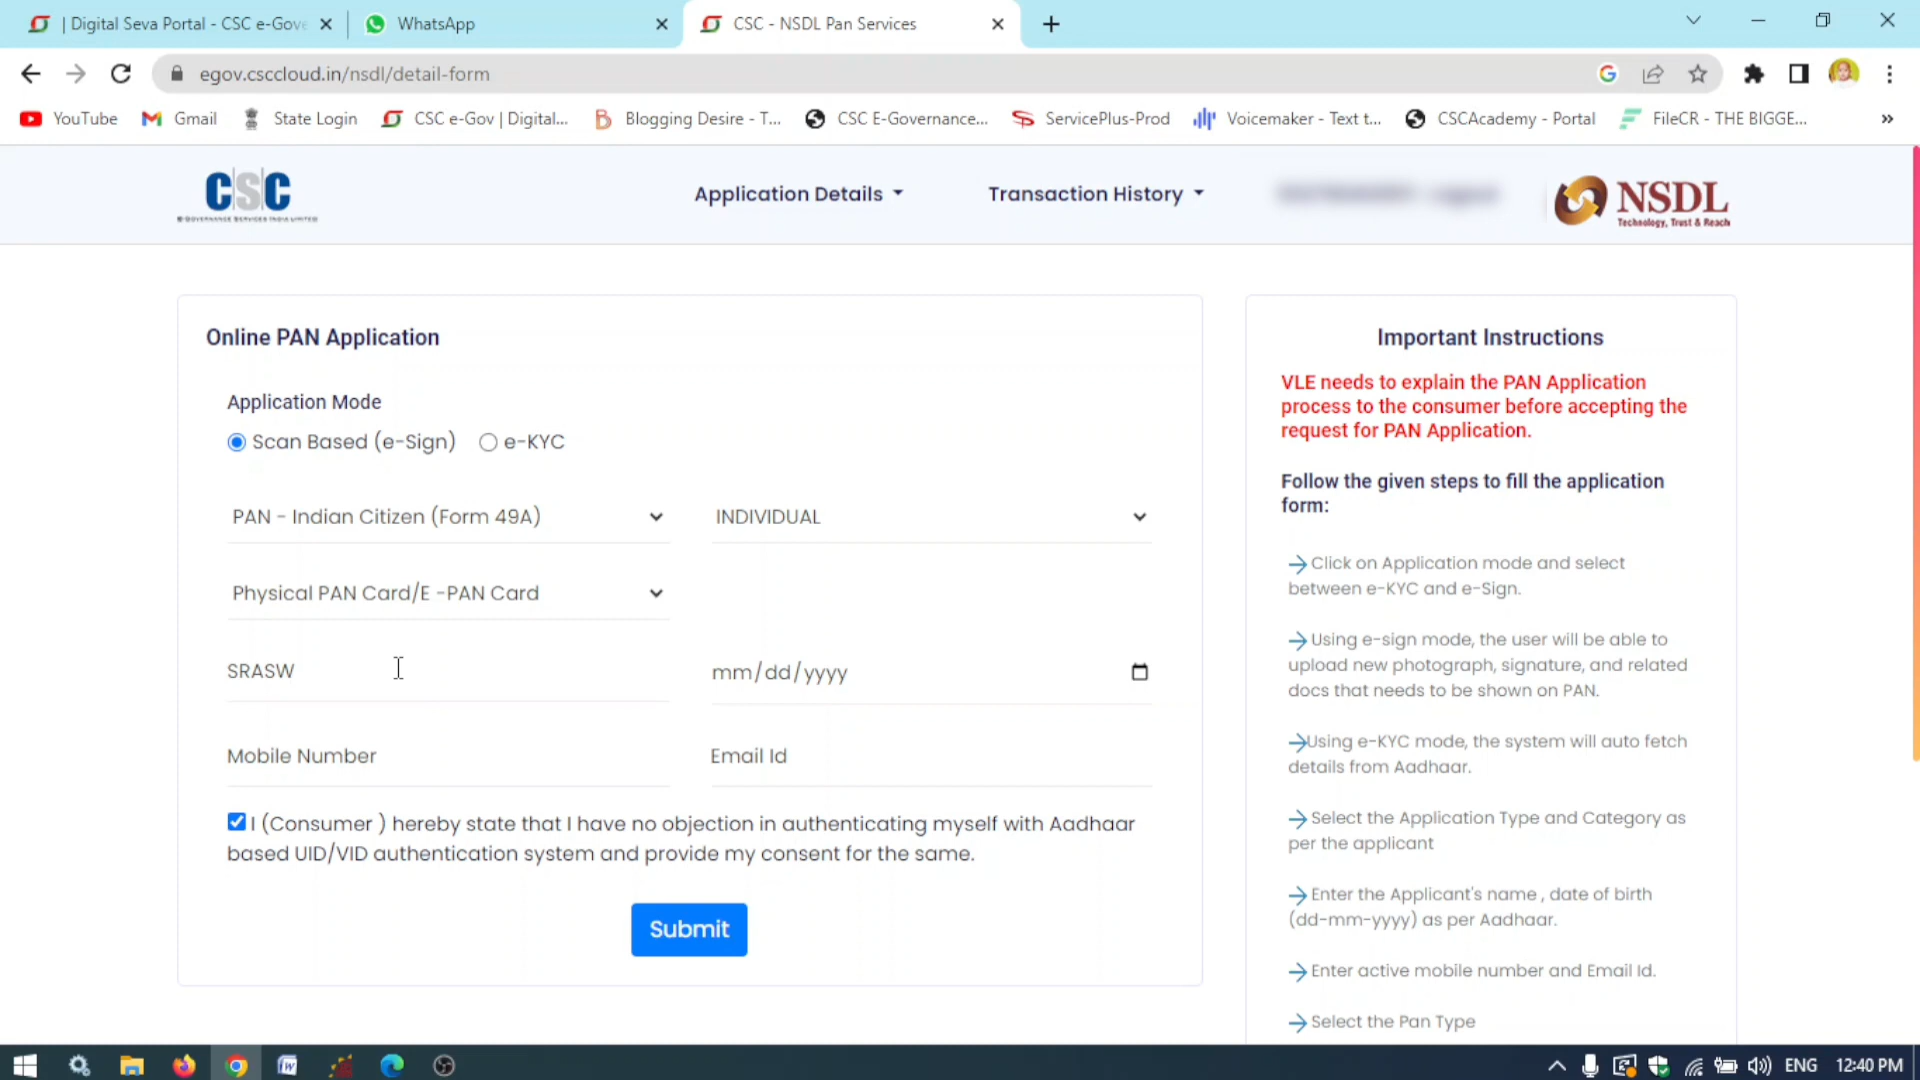 | Digital Seva Portal - CSC e-Gove
WhatsApp
CSC - NSDL Pan Services
egov.csccloud.in/nsdl/detail-form
YouTube
Gmail
State Login
CSC e-Gov | Digital...
Blogging Desire - T...
CSC E-Governance...
ServicePlus-Prod
Voicemaker - Text t...
CSCAcademy - Portal
FileCR - THE BIGGE...
CSC
E-GOVERNANCE SERVICES INDIA LIMITED
Application Details
Transaction History
NSDL
Technology, Trust & Reach
Online PAN Application
Application Mode
Scan Based (e-Sign)
e-KYC
PAN - Indian Citizen (Form 49A)
INDIVIDUAL
Physical PAN Card/E -PAN Card
SRASW
mm/dd/yyyy
Mobile Number
Email Id
I (Consumer ) hereby state that I have no objection in authenticating myself with Aadhaar
based UID/VID authentication system and provide my consent for the same.
Submit
Important Instructions
VLE needs to explain the PAN Application
process to the consumer before accepting the
request for PAN Application.
Follow the given steps to fill the application
form:
Click on Application mode and select
between e-KYC and e-Sign.
Using e-sign mode, the user will be able to
upload new photograph, signature, and related
docs that needs to be shown on PAN.
Using e-KYC mode, the system will auto fetch
details from Aadhaar.
Select the Application Type and Category as
per the applicant
Enter the Applicant's name , date of birth
(dd-mm-yyyy) as per Aadhaar.
Enter active mobile number and Email Id.
Select the Pan Type
ENG
12:40 PM